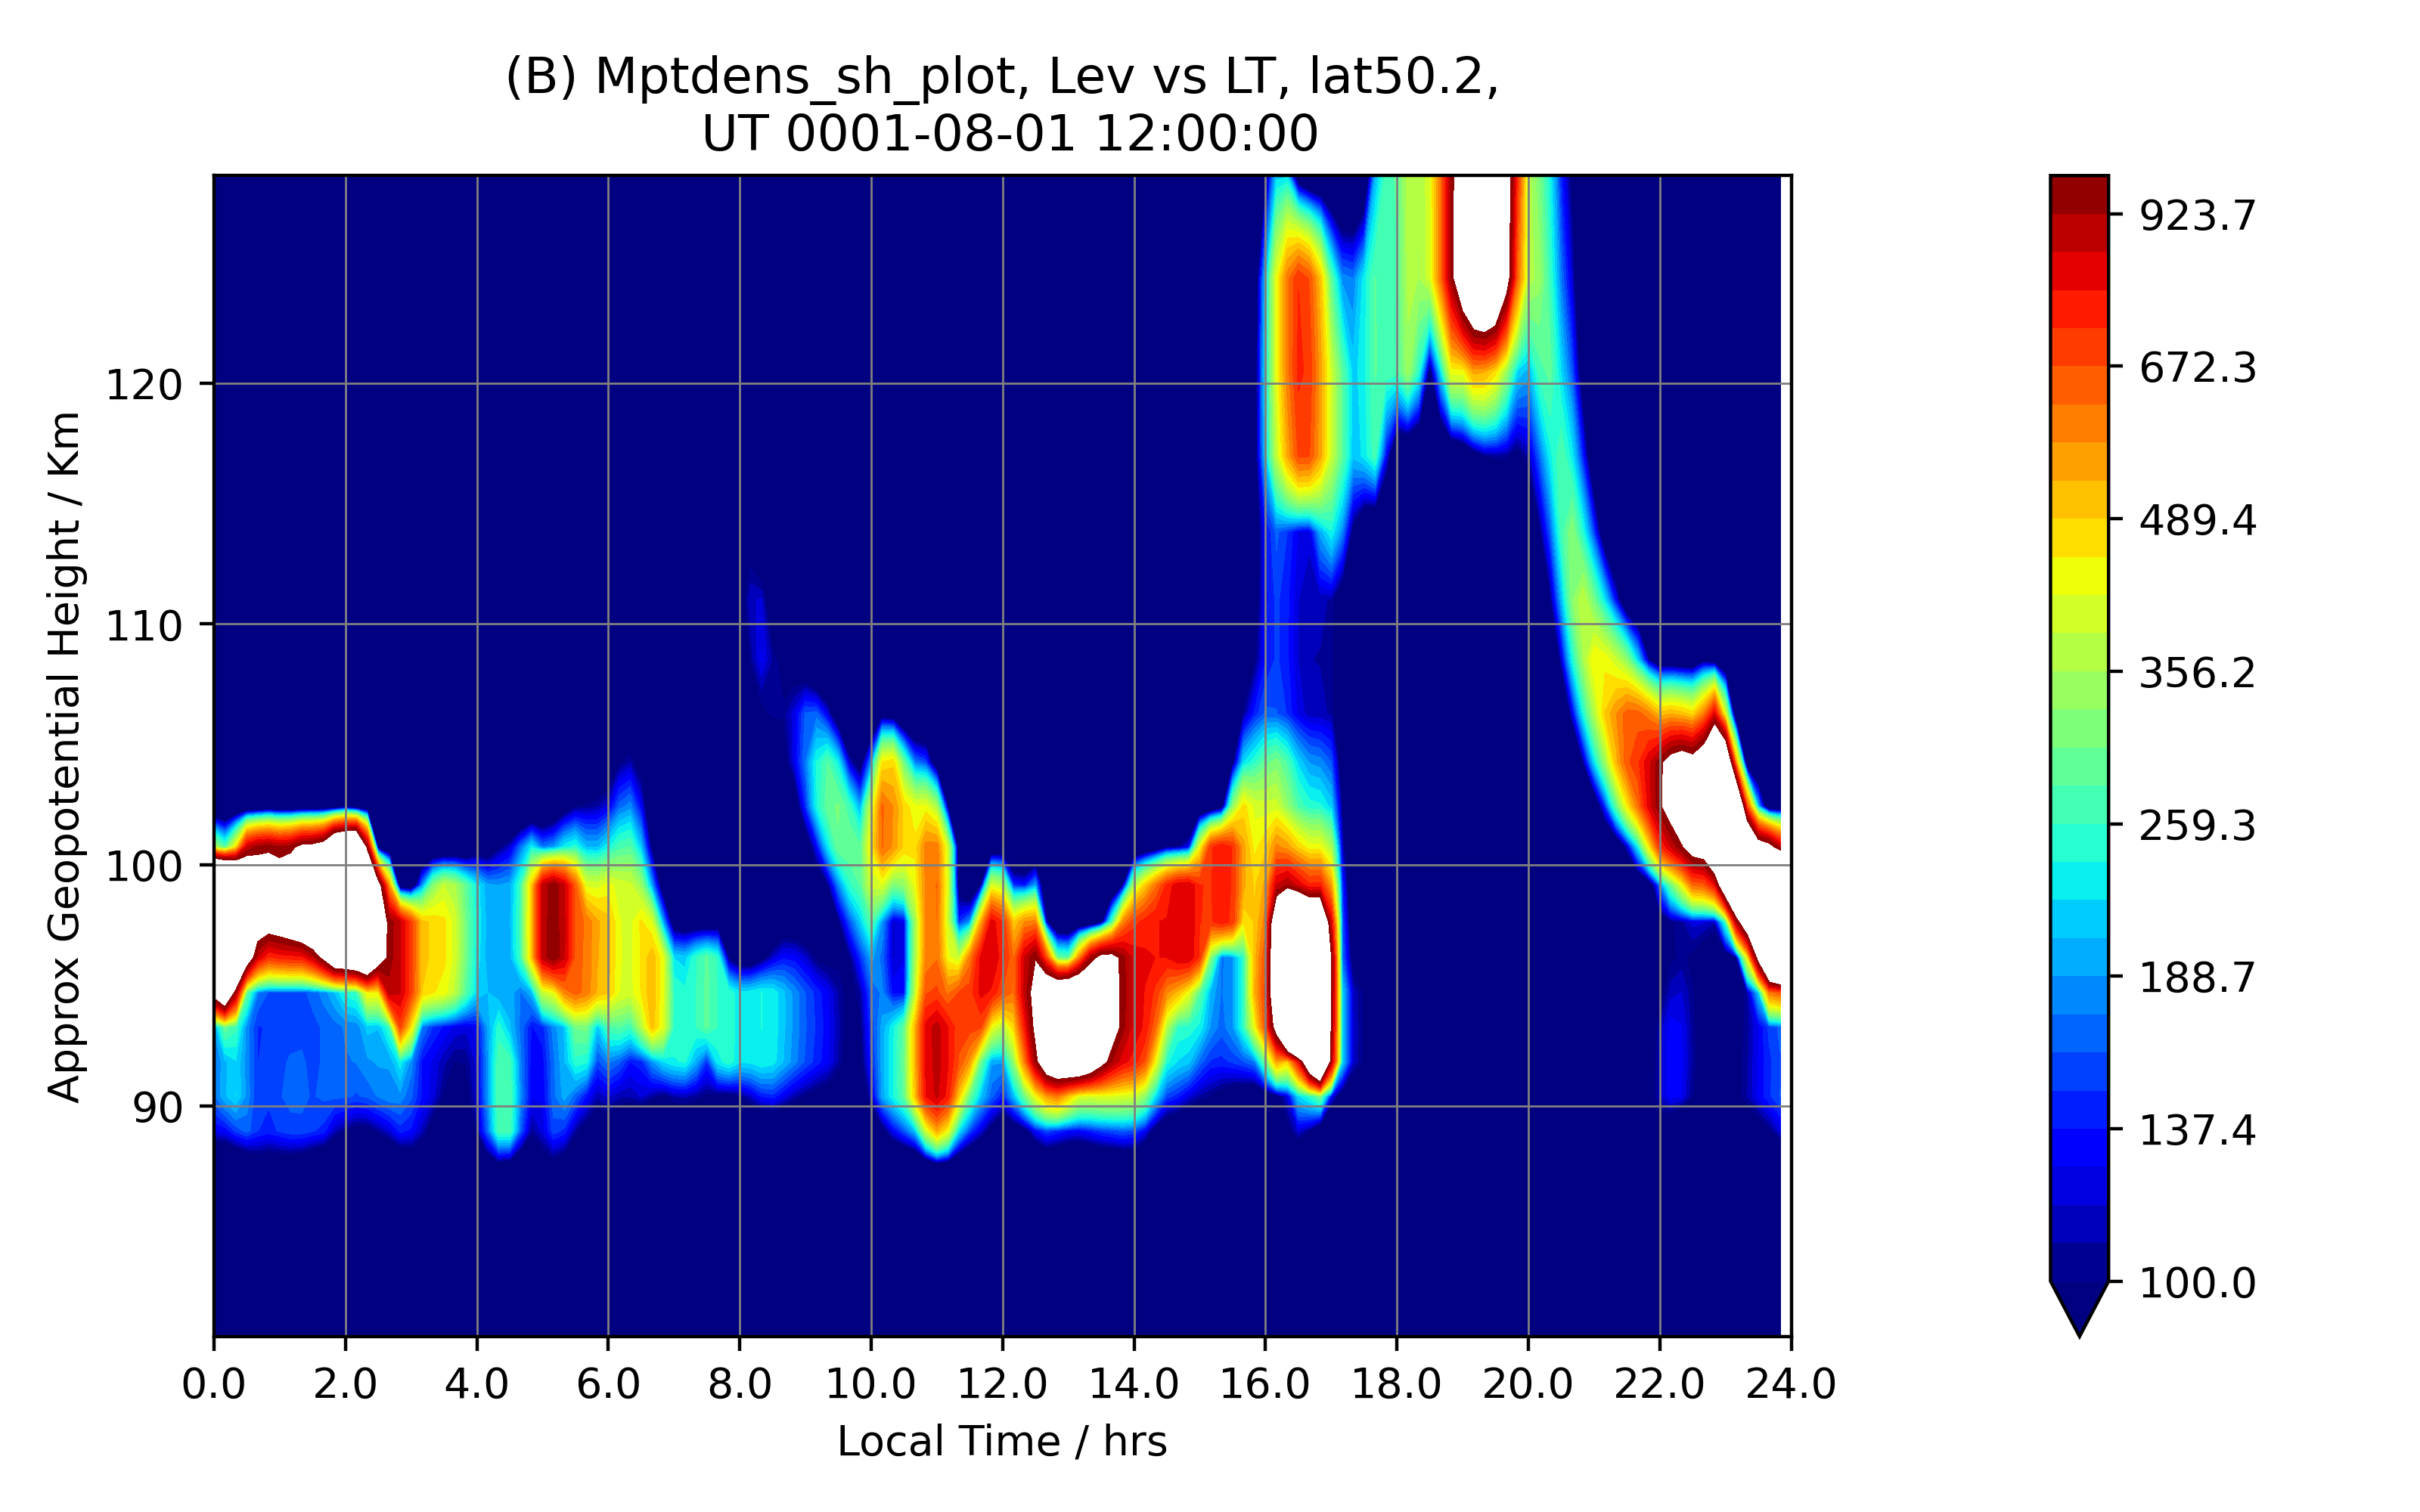 (B) Mptdens_sh_plot, Lev vs LT, lat50.2,
UT 0001-08-01 12:00:00
Approx Geopotential Height / Km
120
110
100
90
0.0 2.0 4.0 6.0 8.0 10.0 12.0 14.0 16.0 18.0 20.0 22.0 24.0
Local Time / hrs
923.7
672.3
489.4
356.2
259.3
188.7
137.4
100.0